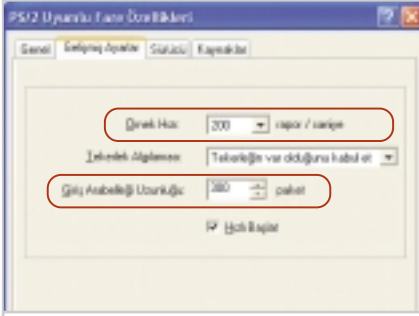 PS/2 Uyumlu Fare Özellikleri
Genel Gelişmiş Ayarlar Sürücü Kaynaklar
Örnek Hızı: 200 rapor / saniye
Tekerlek Algılaması: Tekerleğin var olduğunu kabul et
Giriş Arabelleği Uzunluğu: 300 paket
Hızlı Başlat